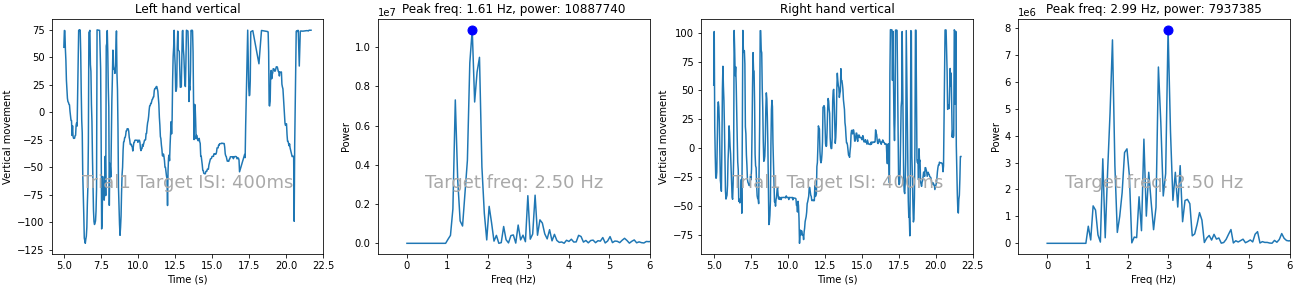 Left hand vertical
Vertical movement
75
50
25
0
−25
−50
−75
−100
−125
Trial1 Target ISI: 400ms
5.0 7.5 10.0 12.5 15.0 17.5 20.0 22.5
Time (s)
1e7 Peak freq: 1.61 Hz, power: 10887740
Power
1.0
0.8
0.6
0.4
0.2
0.0
Target freq: 2.50 Hz
0 1 2 3 4 5 6
Freq (Hz)
Right hand vertical
Vertical movement
100
75
50
25
0
−25
−50
−75
Trial1 Target ISI: 400ms
5.0 7.5 10.0 12.5 15.0 17.5 20.0 22.5
Time (s)
1e6 Peak freq: 2.99 Hz, power: 7937385
Power
8
7
6
5
4
3
2
1
0
Target freq: 2.50 Hz
0 1 2 3 4 5 6
Freq (Hz)